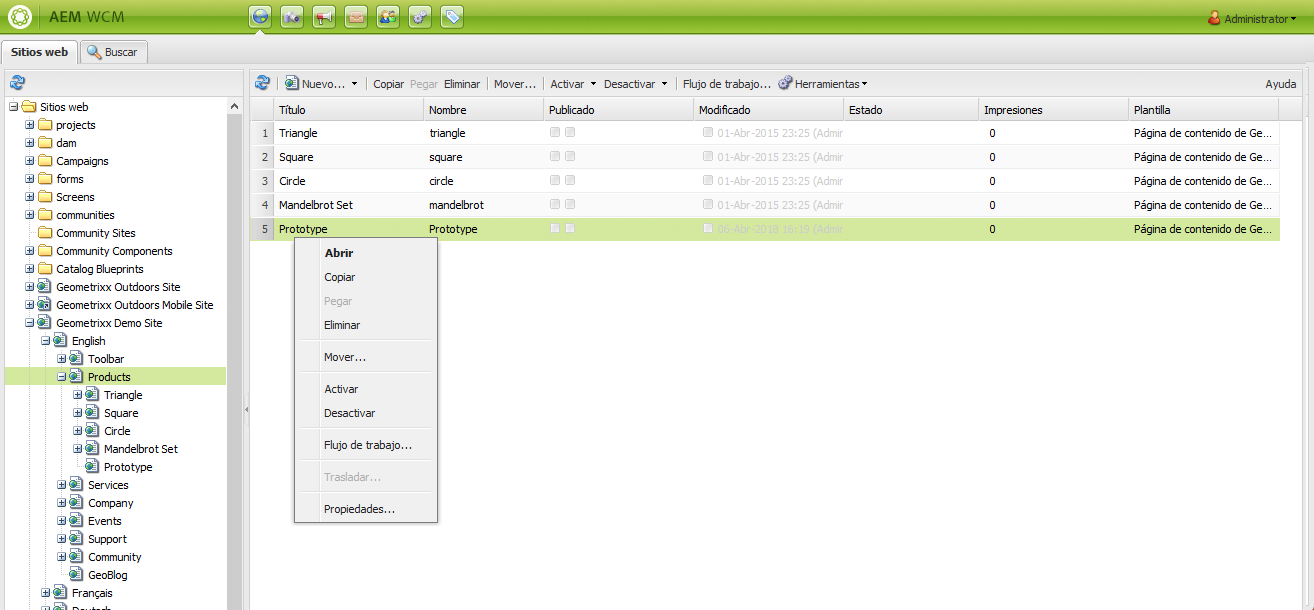 AEM WCM
Administrator
Sitios web
Buscar
Nuevo... Copiar Pegar Eliminar Mover... Activar Desactivar Flujo de trabajo... Herramientas Ayuda
Sitios web
projects
dam
Campaigns
forms
Screens
communities
Community Sites
Community Components
Catalog Blueprints
Geometrixx Outdoors Site
Geometrixx Outdoors Mobile Site
Geometrixx Demo Site
English
Toolbar
Products
Triangle
Square
Circle
Mandelbrot Set
Prototype
Services
Company
Events
Support
Community
GeoBlog
Français
Deutsch
Título Nombre Publicado Modificado Estado Impresiones Plantilla
1 Triangle triangle 01-Abr-2015 23:25 (Admir 0 Página de contenido de Ge...
2 Square square 01-Abr-2015 23:25 (Admir 0 Página de contenido de Ge...
3 Circle circle 01-Abr-2015 23:25 (Admir 0 Página de contenido de Ge...
4 Mandelbrot Set mandelbrot 01-Abr-2015 23:25 (Admir 0 Página de contenido de Ge...
5 Prototype Prototype 06-Abr-2018 16:19 (Admir 0 Página de contenido de Ge...
Abrir
Copiar
Pegar
Eliminar
Mover...
Activar
Desactivar
Flujo de trabajo...
Trasladar...
Propiedades...